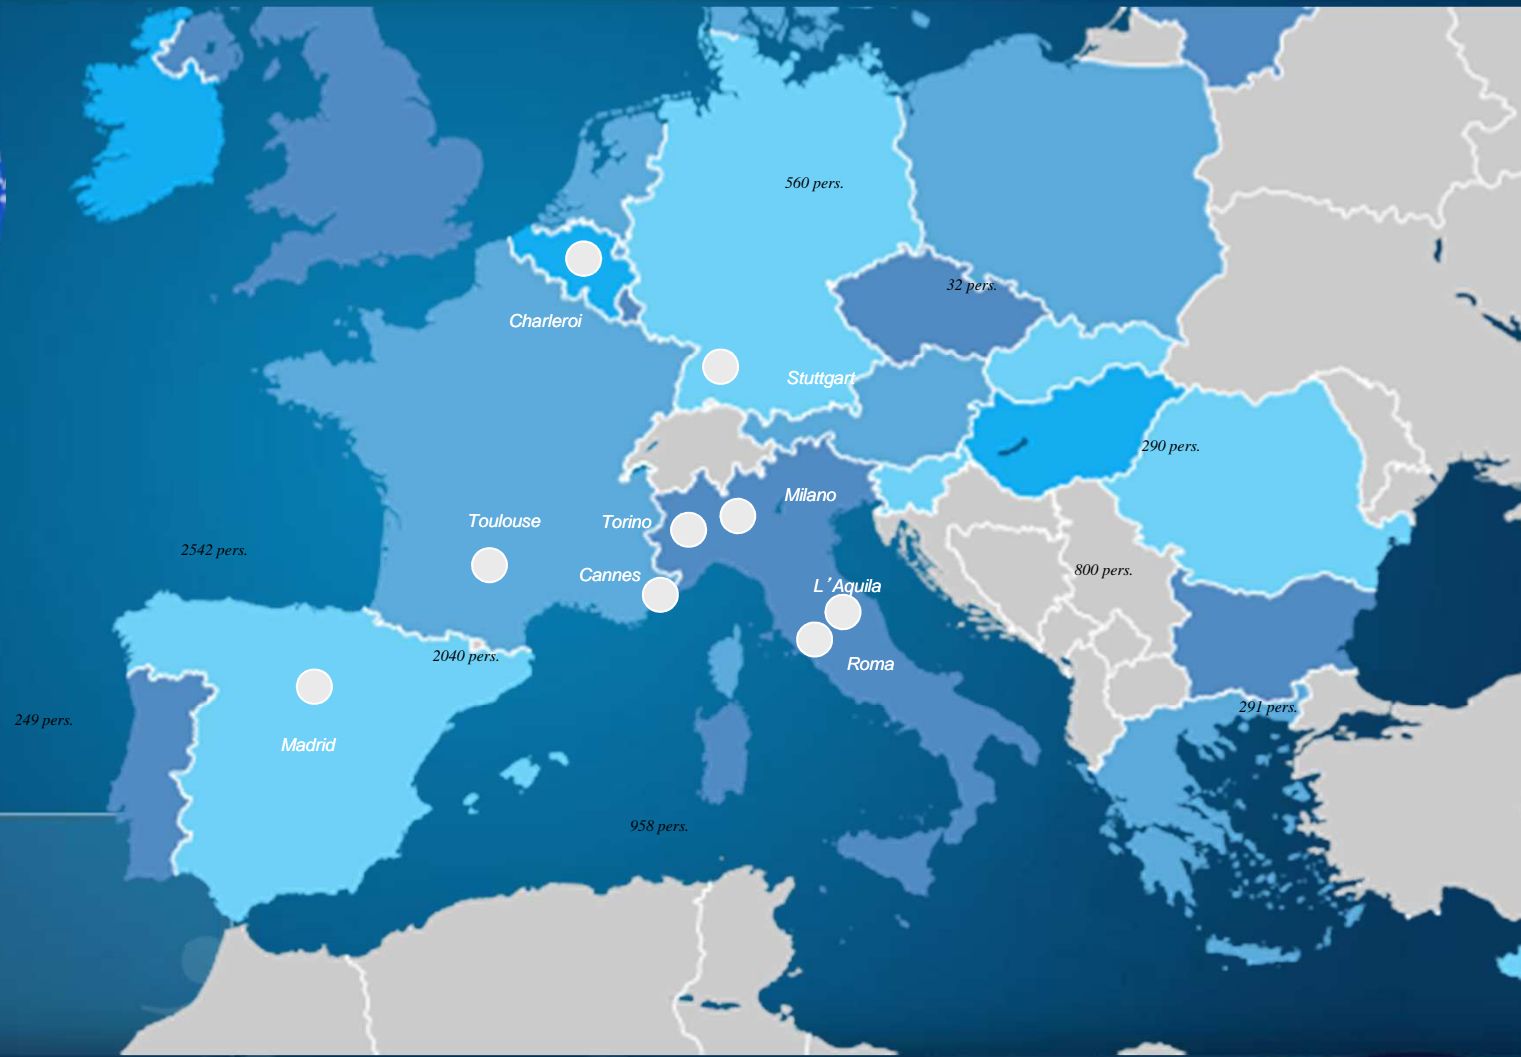 560 pers.
32 pers.
Charleroi
Stuttgart
290 pers.
Milano
Toulouse
Torino
2542 pers.
Cannes
800 pers.
L’Aquila
2040 pers.
Roma
249 pers.
291 pers.
Madrid
958 pers.